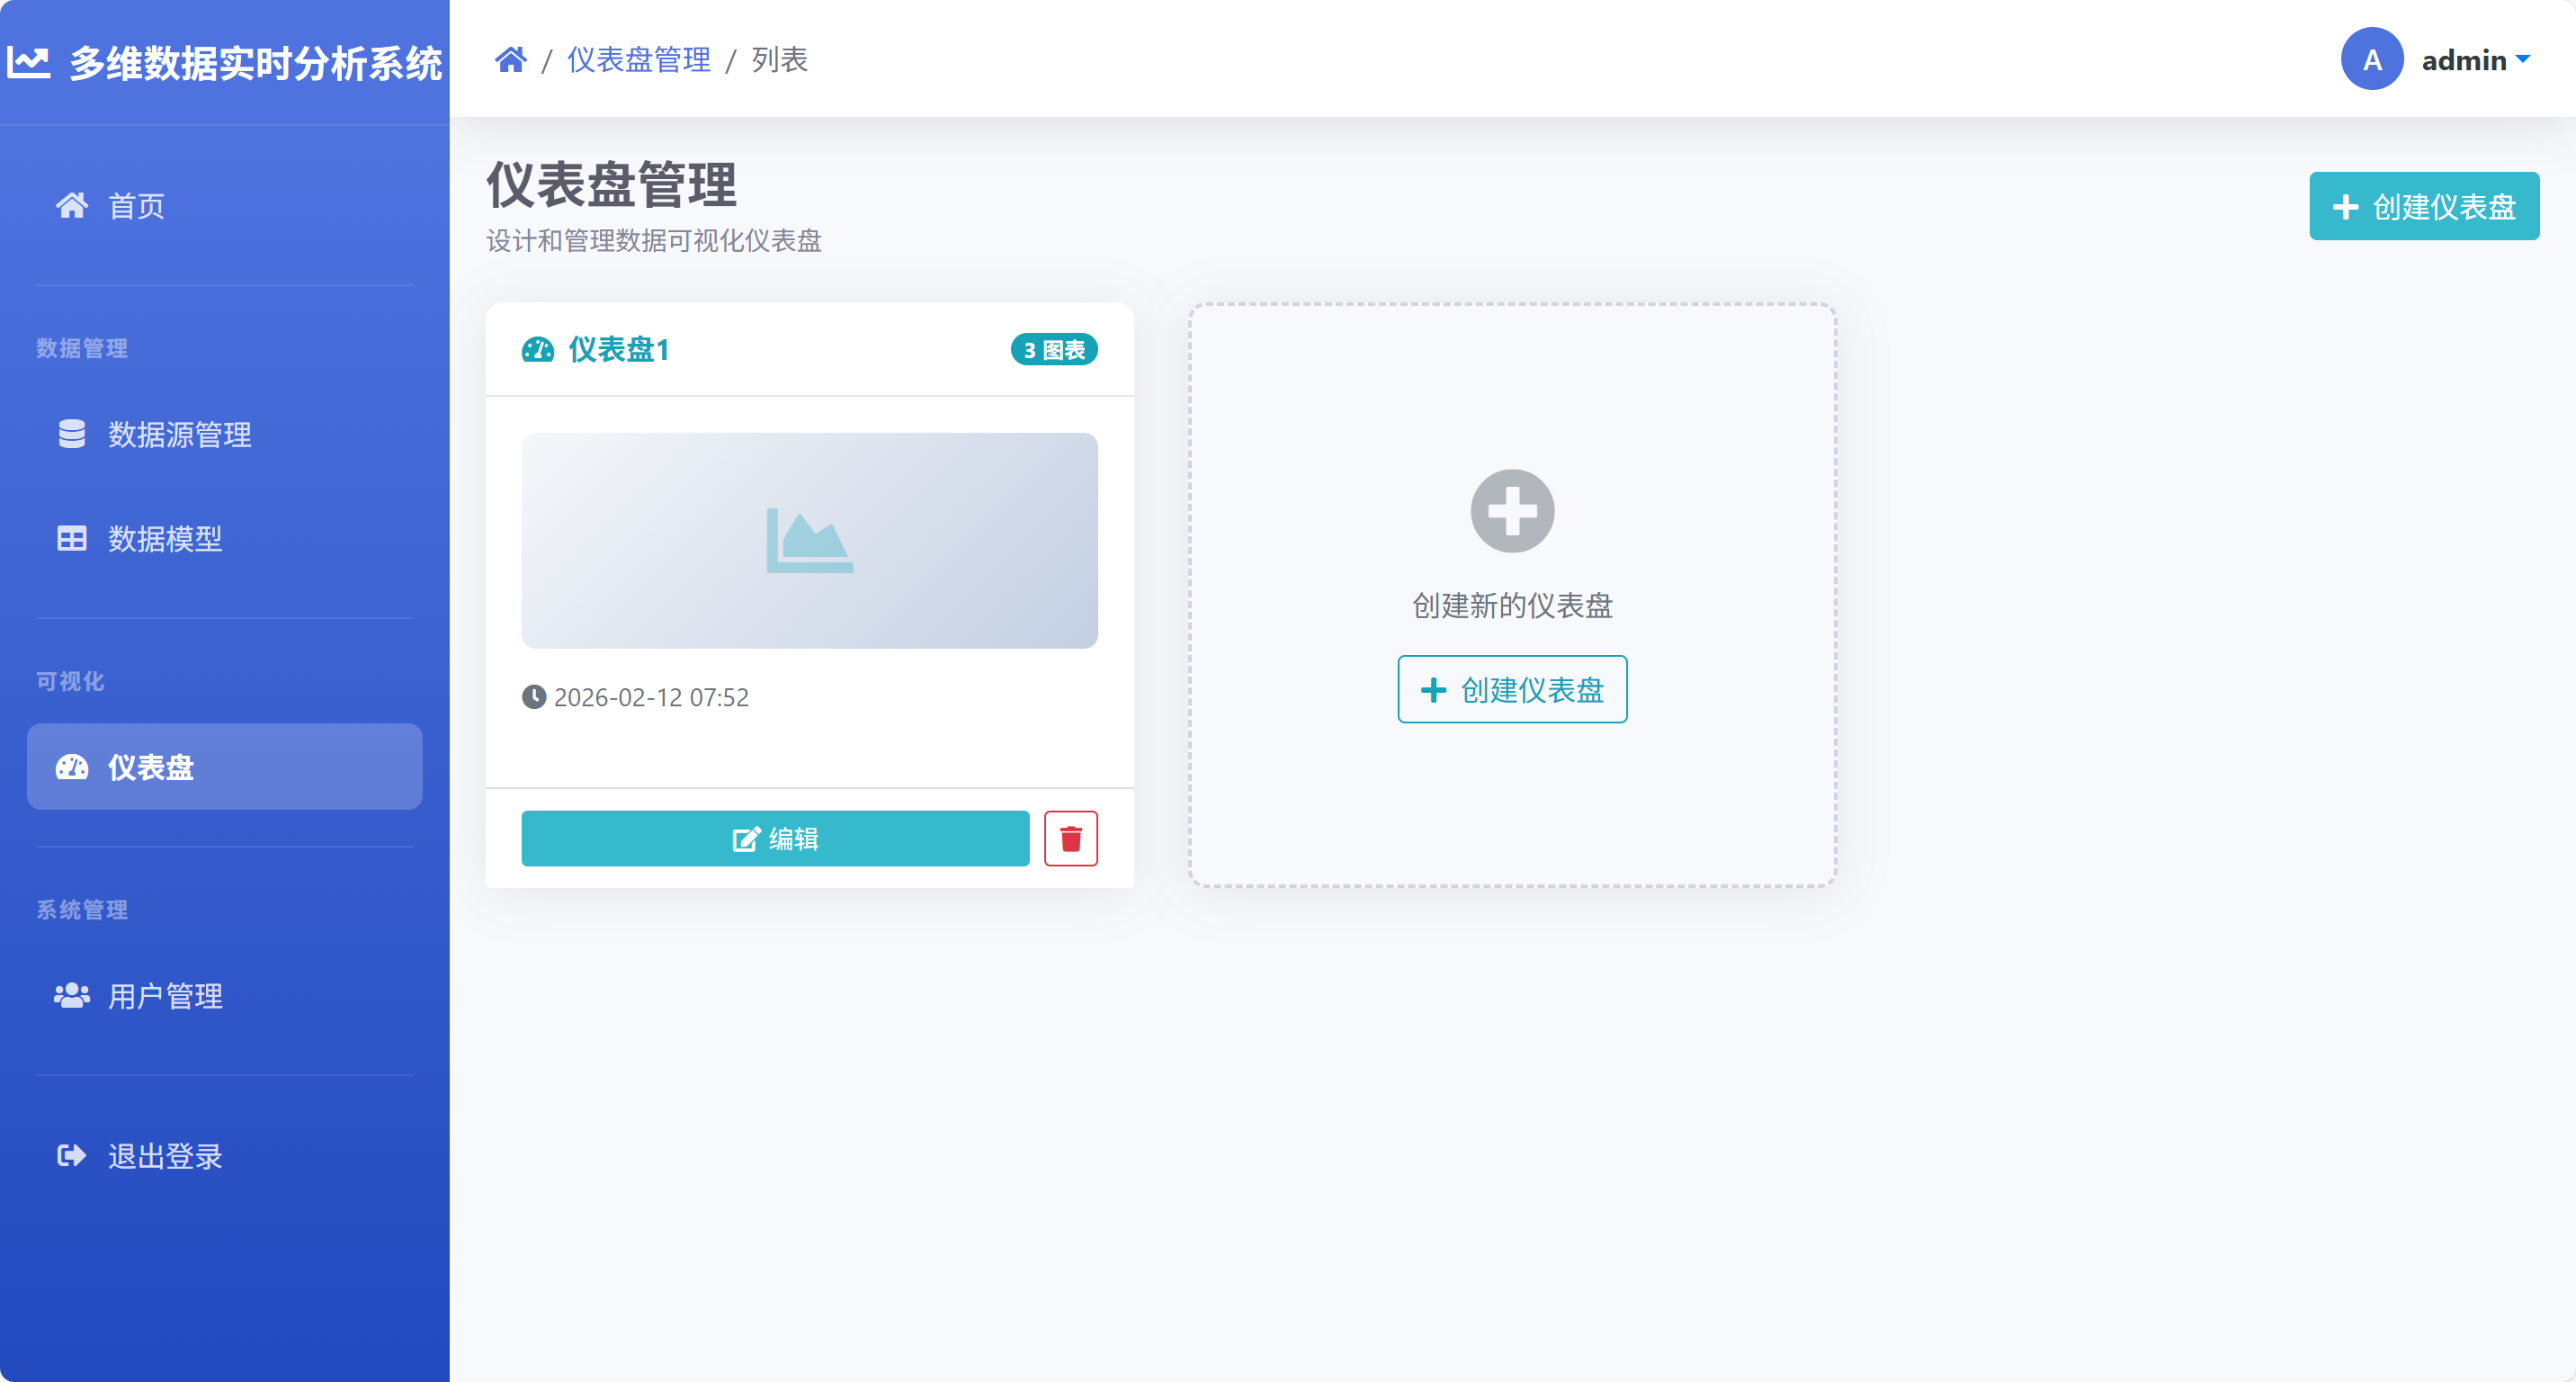 多维数据实时分析系统
首页
数据管理
数据源管理
数据模型
可视化
仪表盘
系统管理
用户管理
退出登录
/ 仪表盘管理 / 列表
A admin
仪表盘管理
设计和管理数据可视化仪表盘
创建仪表盘
仪表盘1
3 图表
2026-02-12 07:52
编辑
创建新的仪表盘
创建仪表盘